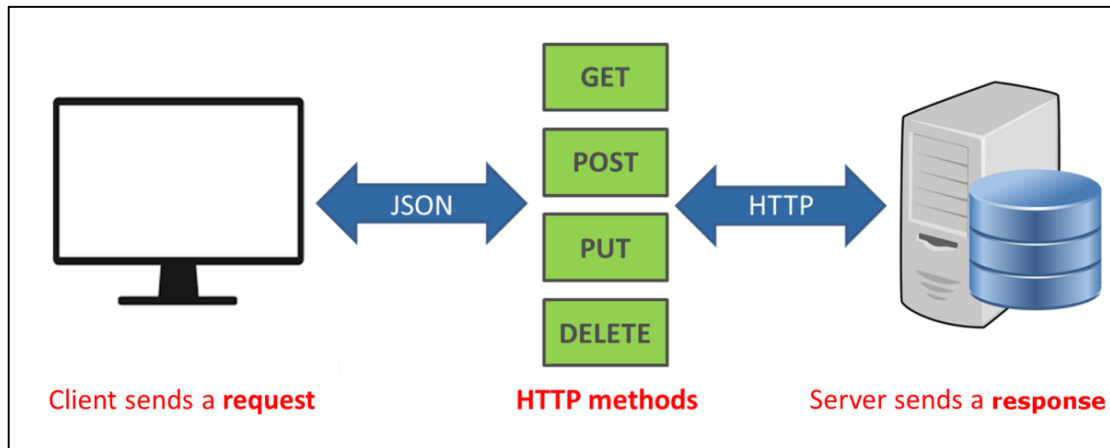 GET
POST
JSON
HTTP
PUT
DELETE
Client sends a request
HTTP methods
Server sends a response